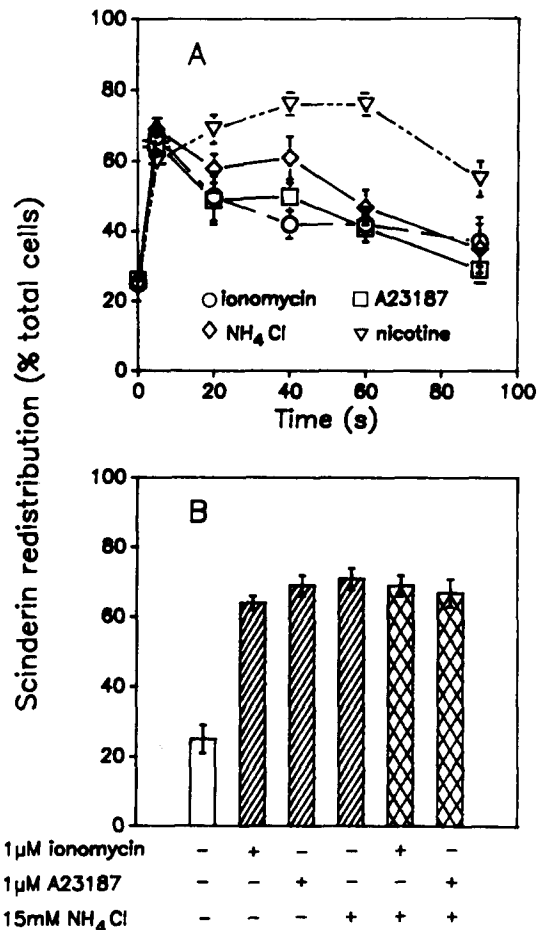 Scinderin redistribution (% total cells)
A
100
80
60
40
20
0
ionomycin A23187
NH4Cl nicotine
0 20 40 60 80 100
Time (s)
B
100
80
60
40
20
0
1µM ionomycin - + - - + -
1µM A23187 - - + - - +
15mM NH4Cl - - - + + +